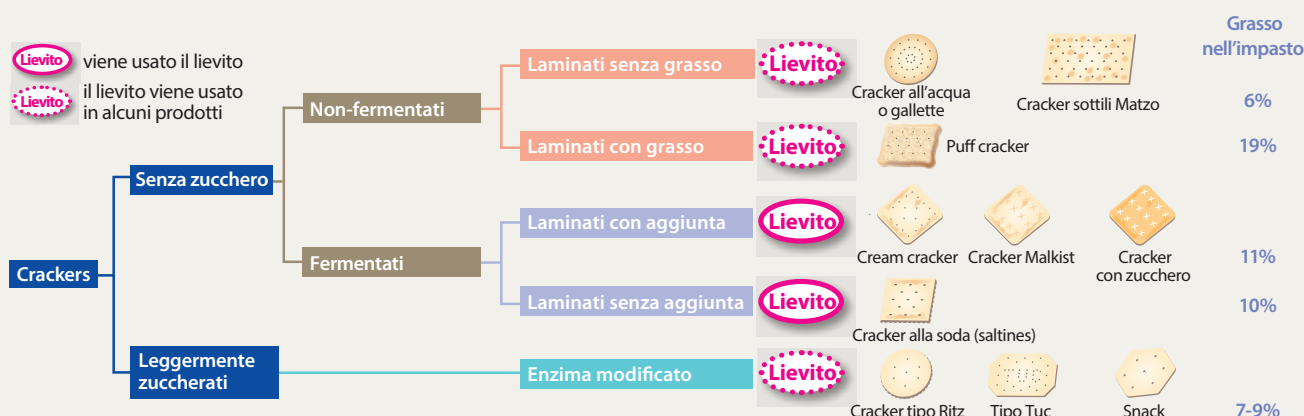 Grasso
nell'impasto
Lievito viene usato il lievito
Lievito il lievito viene usato
in alcuni prodotti
Crackers
Senza zucchero
Leggermente
zuccherati
Non-fermentati
Fermentati
Laminati senza grasso
Lievito
Cracker all'acqua
o gallette
Cracker sottili Matzo
6%
Laminati con grasso
Lievito
Puff cracker
19%
Laminati con aggiunta
Lievito
Cream cracker
Cracker Malkist
Cracker
con zucchero
11%
Laminati senza aggiunta
Lievito
Cracker alla soda (saltines)
10%
Enzima modificato
Lievito
Cracker tipo Ritz
Tipo Tuc
Snack
7-9%